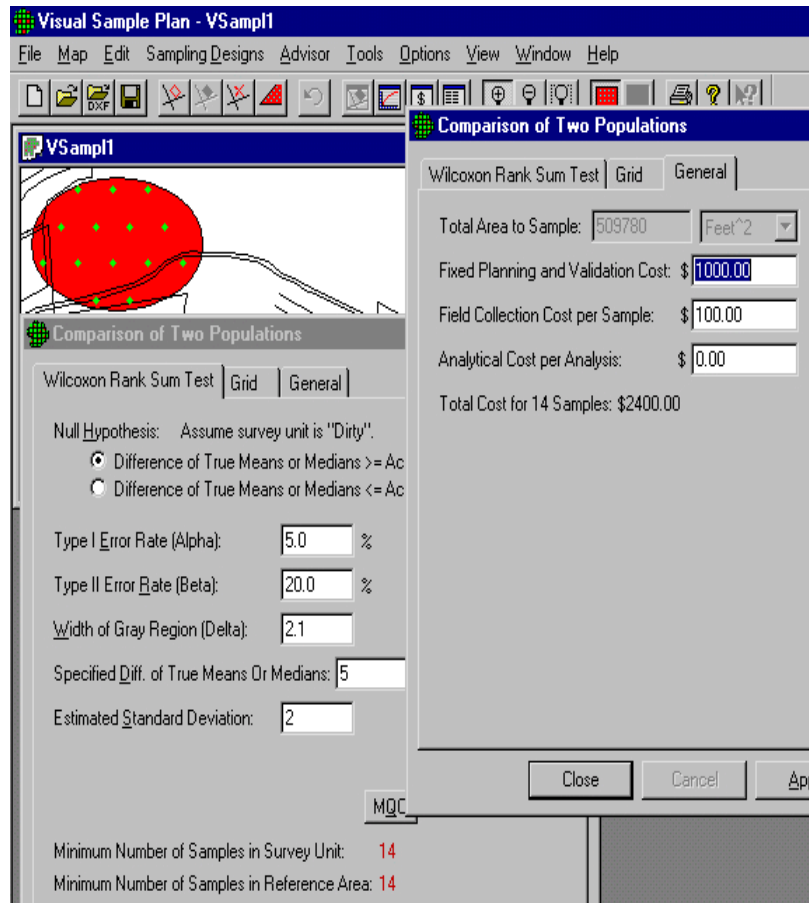 Visual Sample Plan - VSampl1
File Map Edit Sampling Designs Advisor Tools Options View Window Help
DXF
$
VSampl1
Comparison of Two Populations
Wilcoxon Rank Sum Test Grid General
Total Area to Sample: 509780 Feet^2
Fixed Planning and Validation Cost: $ 1000.00
Field Collection Cost per Sample: $ 100.00
Analytical Cost per Analysis: $ 0.00
Total Cost for 14 Samples: $2400.00
Close Cancel App
Comparison of Two Populations
Wilcoxon Rank Sum Test Grid General
Null Hypothesis: Assume survey unit is "Dirty".
Difference of True Means or Medians >= Ac
Difference of True Means or Medians <= Ac
Type I Error Rate (Alpha): 5.0 %
Type II Error Rate (Beta): 20.0 %
Width of Gray Region (Delta): 2.1
Specified Diff. of True Means Or Medians: 5
Estimated Standard Deviation: 2
MQO
Minimum Number of Samples in Survey Unit: 14
Minimum Number of Samples in Reference Area: 14